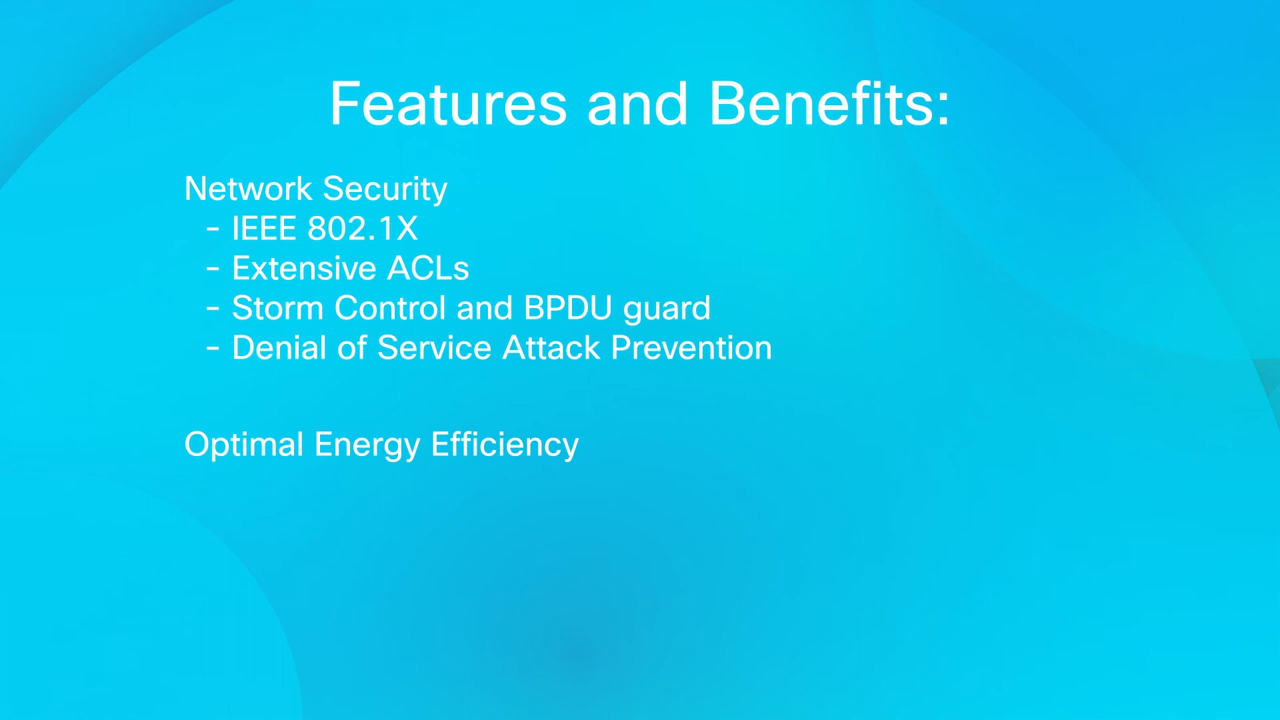 Features and Benefits:
Network Security
- IEEE 802.1X
- Extensive ACLs
- Storm Control and BPDU guard
- Denial of Service Attack Prevention
Optimal Energy Efficiency